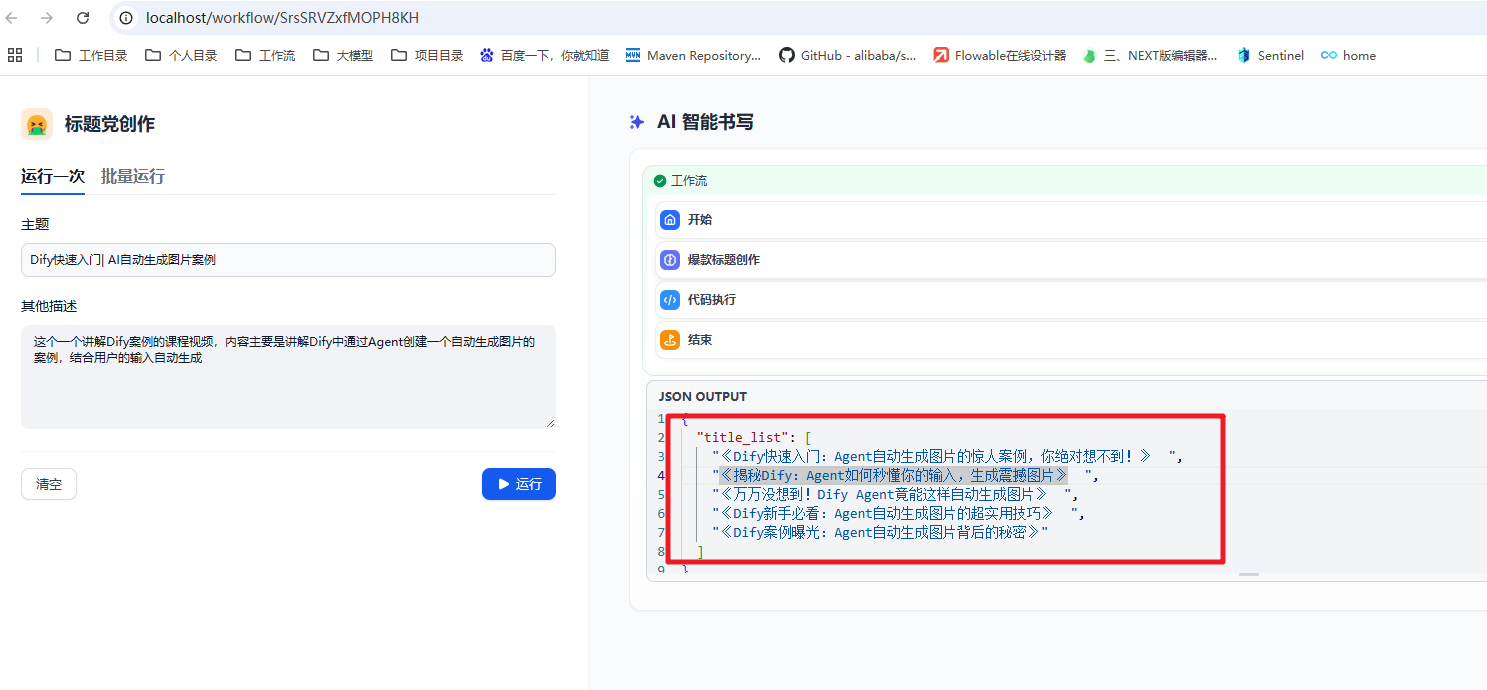 localhost/workflow/SrsSRVZxfMOPH8KH
工作目录 个人目录 工作流 大模型 项目目录 百度一下，你就知道 Maven Repository... GitHub - alibaba/s... Flowable在线设计器 三、NEXT版编辑器... Sentinel home
标题党创作
运行一次 批量运行
主题
Dify快速入门| AI自动生成图片案例
其他描述
这个一个讲解Dify案例的课程视频，内容主要是讲解Dify中通过Agent创建一个自动生成图片的
案例，结合用户的输入自动生成
清空 运行
AI 智能书写
工作流
开始
爆款标题创作
代码执行
结束
JSON OUTPUT
1 {
2 "title_list": [
3 "《Dify快速入门：Agent自动生成图片的惊人案例，你绝对想不到！》  ",
4 "《揭秘Dify：Agent如何秒懂你的输入，生成震撼图片》  ",
5 "《万万没想到！Dify Agent竟能这样自动生成图片》  ",
6 "《Dify新手必看：Agent自动生成图片的超实用技巧》  ",
7 "《Dify案例曝光：Agent自动生成图片背后的秘密》"
8 ]
9 }